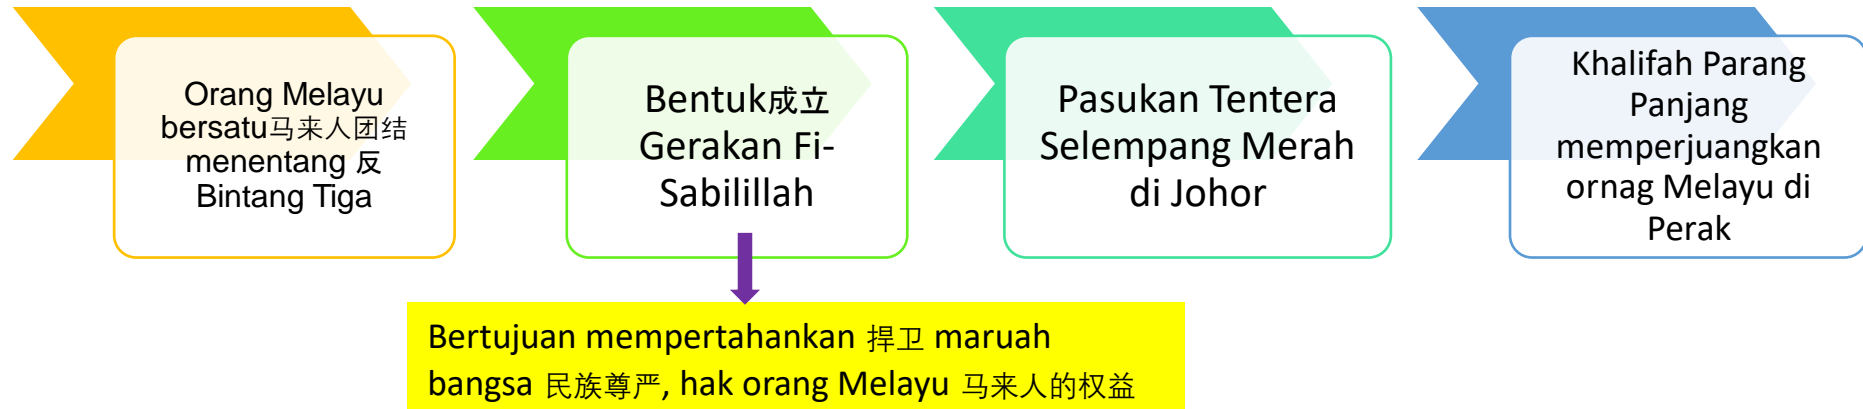 Orang Melayu
bersatu马来人团结
menentang 反
Bintang Tiga
Bentuk成立
Gerakan Fi-
Sabilillah
Pasukan Tentera
Selempang Merah
di Johor
Khalifah Parang
Panjang
memperjuangkan
ornag Melayu di
Perak
Bertujuan mempertahankan 捍卫 maruah
bangsa 民族尊严, hak orang Melayu 马来人的权益